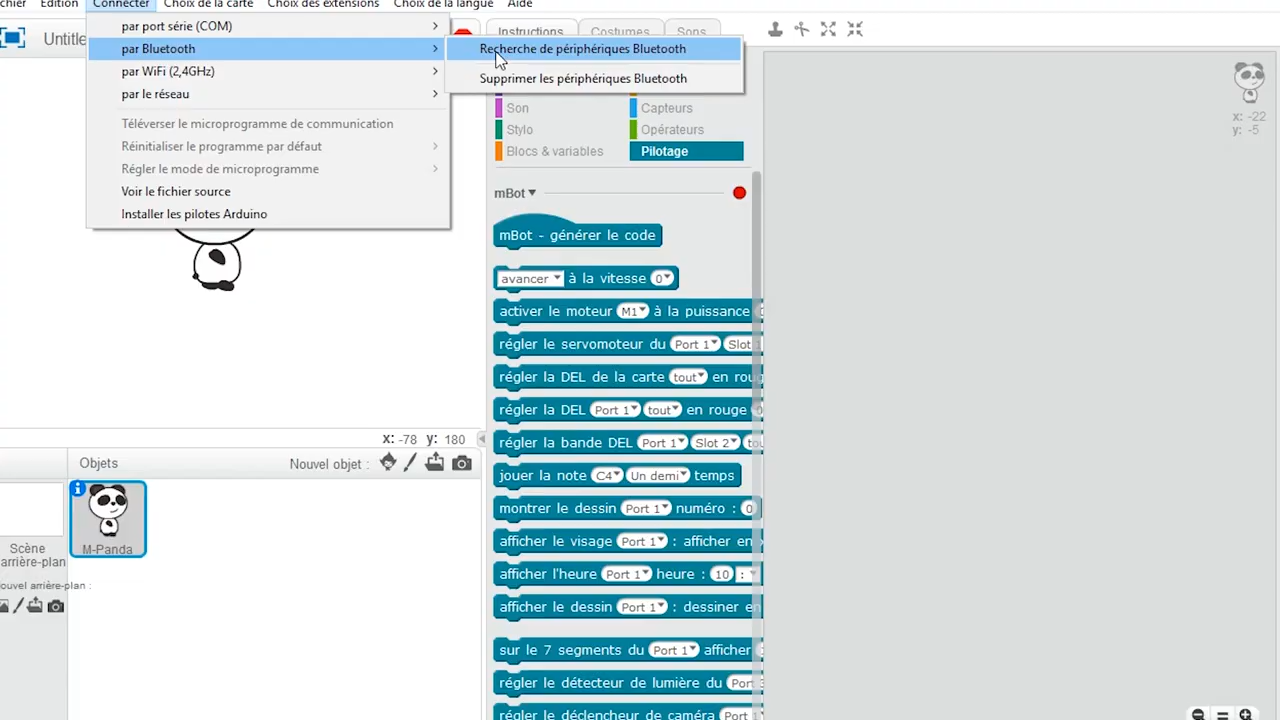 Édition Connecter Choix de la carte Choix des extensions Choix de la langue Aide
par port série (COM)
par Bluetooth
par WiFi (2,4GHz)
par le réseau
Téléverser le microprogramme de communication
Réinitialiser le programme par défaut
Régler le mode de microprogramme
Voir le fichier source
Installer les pilotes Arduino
Recherche de périphériques Bluetooth
Supprimer les périphériques Bluetooth
Untitle
Instructions Costumes Sons
Son Capteurs
Stylo Opérateurs
Blocs & variables Pilotage
mBot
mBot - générer le code
avancer à la vitesse 0
activer le moteur M1 à la puissance
régler le servomoteur du Port 1 Slot
régler la DEL de la carte tout en roug
régler la DEL Port 1 tout en rouge
régler la bande DEL Port 1 Slot 2 tou
jouer la note C4 Un demi temps
montrer le dessin Port 1 numéro : 0
afficher le visage Port 1 : afficher en
afficher l'heure Port 1 heure : 10 :
afficher le dessin Port 1 : dessiner en
sur le 7 segments du Port 1 afficher
régler le détecteur de lumière du Port
régler le déclencheur de caméra Port 1
x: -22
y: -5
x: -78 y: 180
Objets Nouvel objet :
M-Panda
Scène
arrière-plan
ouvel arrière-plan :